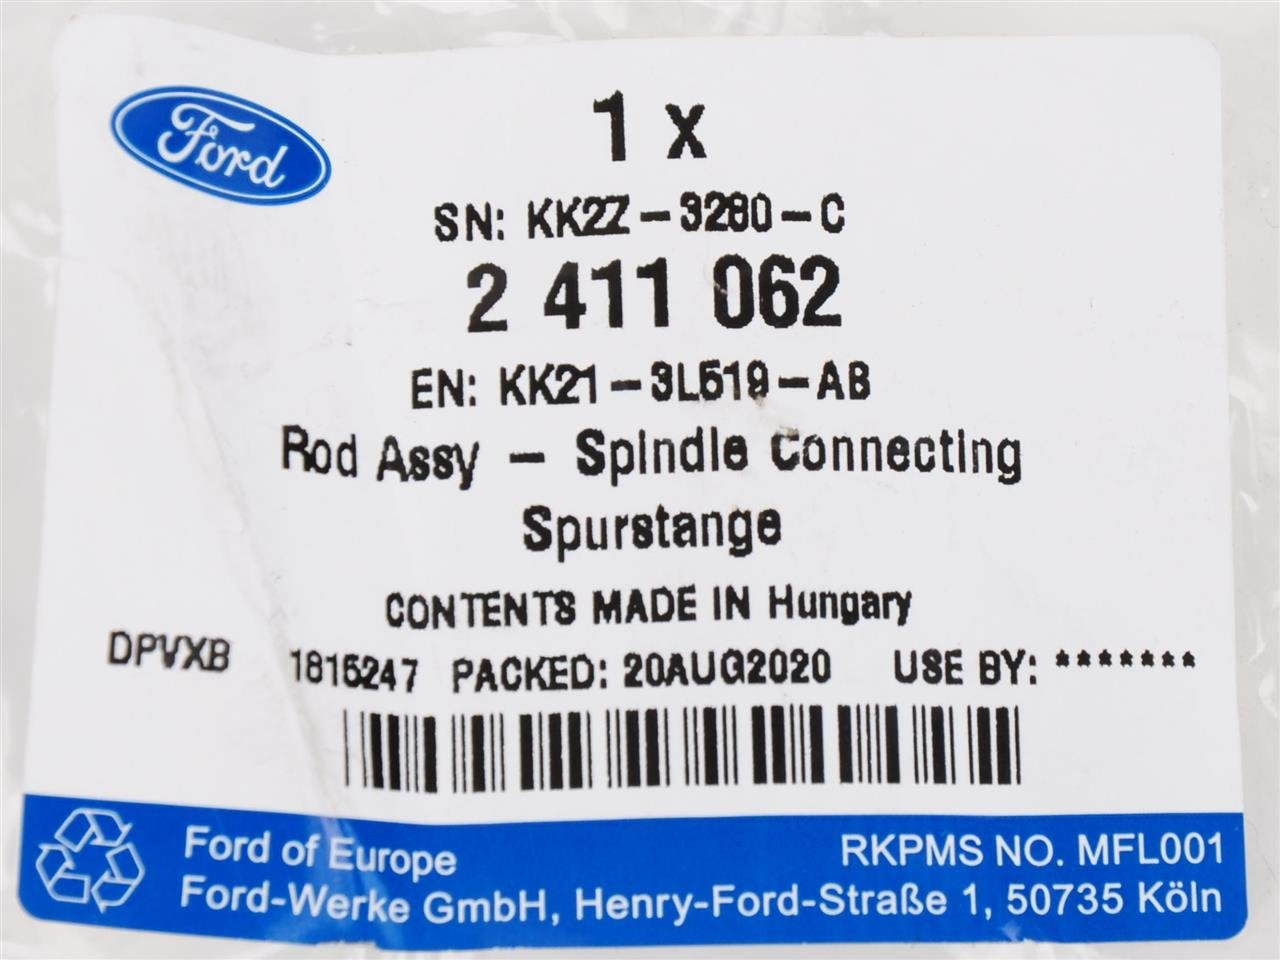 Ford
1 x
SN: KK2Z-3280-C
2 411 062
EN: KK21-3L519-AB
Rod Assy - Spindle Connecting
Spurstange
CONTENTS MADE IN Hungary
DPVXB 1815247 PACKED: 20AUG2020 USE BY: *******
Ford of Europe RKPMS NO. MFL001
Ford-Werke GmbH, Henry-Ford-Straße 1, 50735 Köln